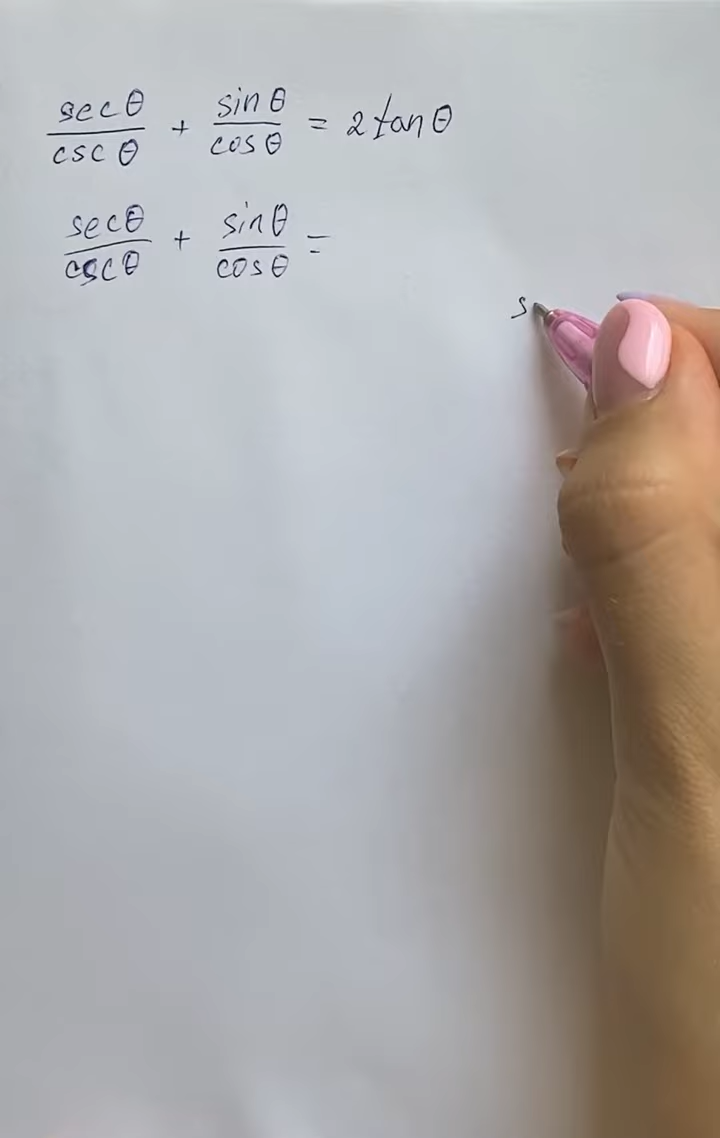 secθ/cscθ + sinθ/cosθ = 2tanθ
secθ/cscθ + sinθ/cosθ =
s